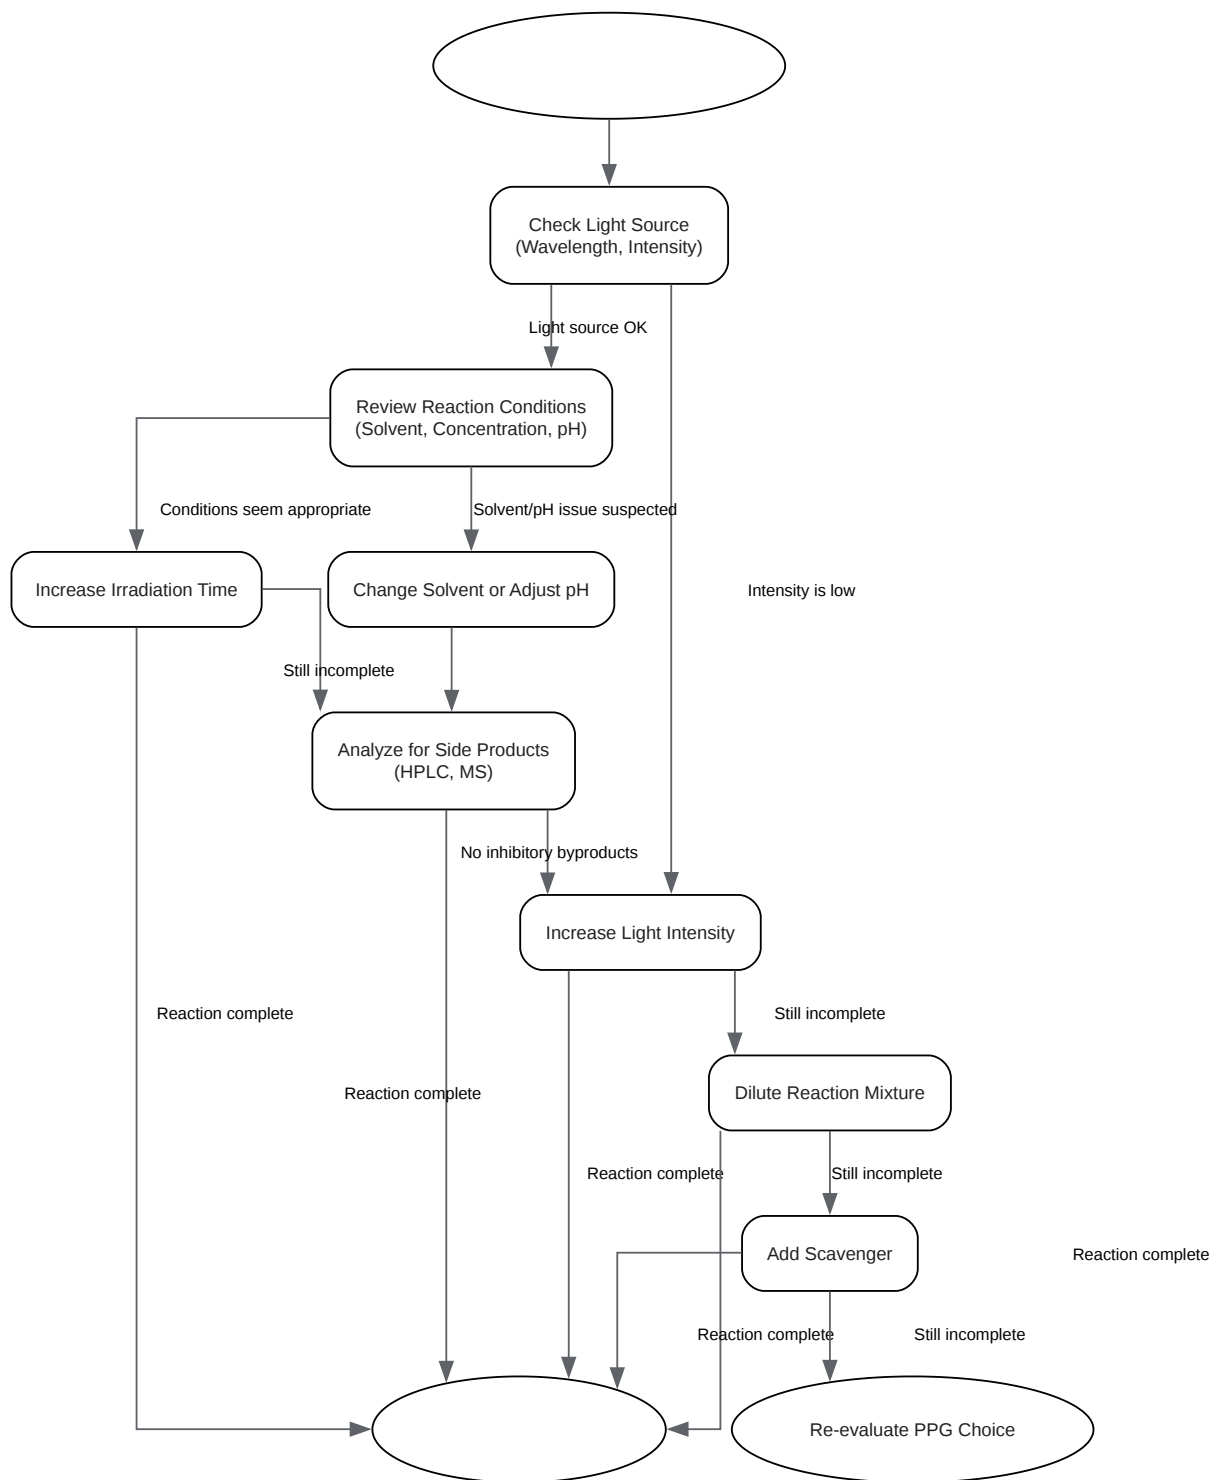 Check Light Source
(Wavelength, Intensity)
Light source OK
Review Reaction Conditions
(Solvent, Concentration, pH)
Conditions seem appropriate
Solvent/pH issue suspected
Increase Irradiation Time
Change Solvent or Adjust pH
Intensity is low
Still incomplete
Analyze for Side Products
(HPLC, MS)
No inhibitory byproducts
Increase Light Intensity
Reaction complete
Still incomplete
Reaction complete
Dilute Reaction Mixture
Reaction complete
Still incomplete
Add Scavenger
Reaction complete
Reaction complete
Still incomplete
Re-evaluate PPG Choice